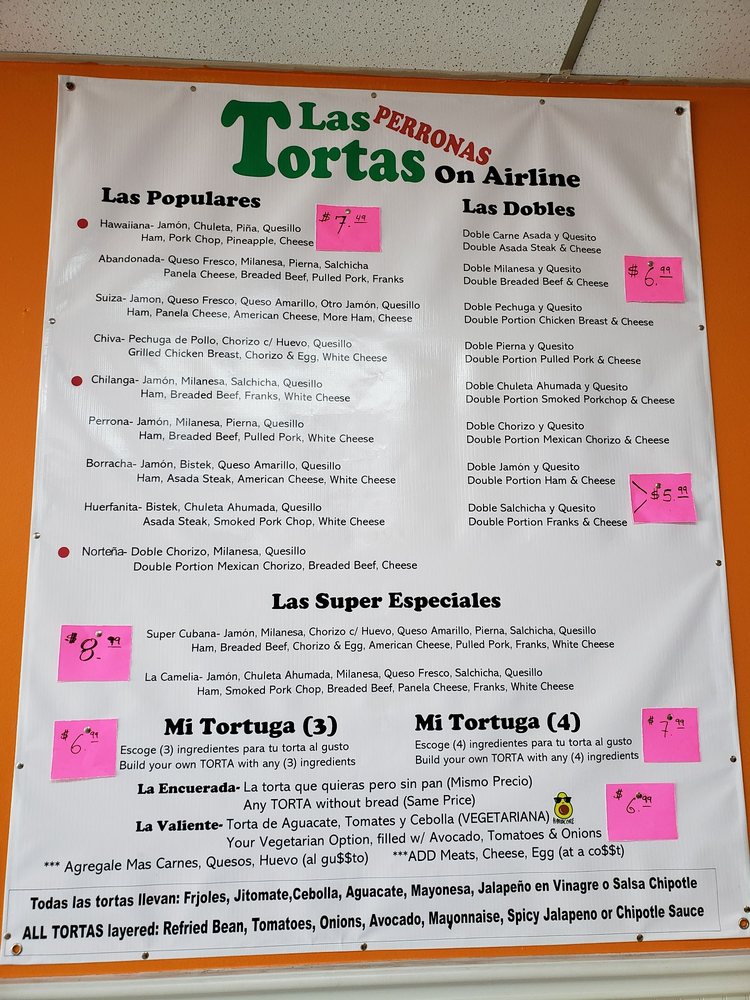 Las PERRONAS
Tortas On Airline
Las Populares
$7.49
Hawaiiana- Jamón, Chuleta, Piña, Quesillo
Ham, Pork Chop, Pineapple, Cheese
Abandonada- Queso Fresco, Milanesa, Pierna, Salchicha
Panela Cheese, Breaded Beef, Pulled Pork, Franks
Suiza- Jamon, Queso Fresco, Queso Amarillo, Otro Jamón, Quesillo
Ham, Panela Cheese, American Cheese, More Ham, Cheese
Chiva- Pechuga de Pollo, Chorizo c/ Huevo, Quesillo
Grilled Chicken Breast, Chorizo & Egg, White Cheese
Chilanga- Jamón, Milanesa, Salchicha, Quesillo
Ham, Breaded Beef, Franks, White Cheese
Perrona- Jamón, Milanesa, Pierna, Quesillo
Ham, Breaded Beef, Pulled Pork, White Cheese
Borracha- Jamón, Bistek, Queso Amarillo, Quesillo
Ham, Asada Steak, American Cheese, White Cheese
Huerfanita- Bistek, Chuleta Ahumada, Quesillo
Asada Steak, Smoked Pork Chop, White Cheese
Norteña- Doble Chorizo, Milanesa, Quesillo
Double Portion Mexican Chorizo, Breaded Beef, Cheese
Las Dobles
Doble Carne Asada y Quesito
Double Asada Steak & Cheese
$6.99
Doble Milanesa y Quesito
Double Breaded Beef & Cheese
Doble Pechuga y Quesito
Double Portion Chicken Breast & Cheese
Doble Pierna y Quesito
Double Portion Pulled Pork & Cheese
Doble Chuleta Ahumada y Quesito
Double Portion Smoked Porkchop & Cheese
Doble Chorizo y Quesito
Double Portion Mexican Chorizo & Cheese
Doble Jamón y Quesito
Double Portion Ham & Cheese
$5.99
Doble Salchicha y Quesito
Double Portion Franks & Cheese
Las Super Especiales
$8.99
Super Cubana- Jamón, Milanesa, Chorizo c/ Huevo, Queso Amarillo, Pierna, Salchicha, Quesillo
Ham, Breaded Beef, Chorizo & Egg, American Cheese, Pulled Pork, Franks, White Cheese
La Camelia- Jamón, Chuleta Ahumada, Milanesa, Queso Fresco, Salchicha, Quesillo
Ham, Smoked Pork Chop, Breaded Beef, Panela Cheese, Franks, White Cheese
$6.99
Mi Tortuga (3)
Escoge (3) ingredientes para tu torta al gusto
Build your own TORTA with any (3) ingredients
Mi Tortuga (4)
$7.99
Escoge (4) ingredientes para tu torta al gusto
Build your own TORTA with any (4) ingredients
La Encuerada- La torta que quieras pero sin pan (Mismo Precio)
Any TORTA without bread (Same Price)
La Valiente- Torta de Aguacate, Tomates y Cebolla (VEGETARIANA)
$6.99
Your Vegetarian Option, filled w/ Avocado, Tomatoes & Onions
*** Agregale Mas Carnes, Quesos, Huevo (al gu$$to)
***ADD Meats, Cheese, Egg (at a co$$t)
Todas las tortas llevan: Frjoles, Jitomate,Cebolla, Aguacate, Mayonesa, Jalapeño en Vinagre o Salsa Chipotle
ALL TORTAS layered: Refried Bean, Tomatoes, Onions, Avocado, Mayonnaise, Spicy Jalapeno or Chipotle Sauce